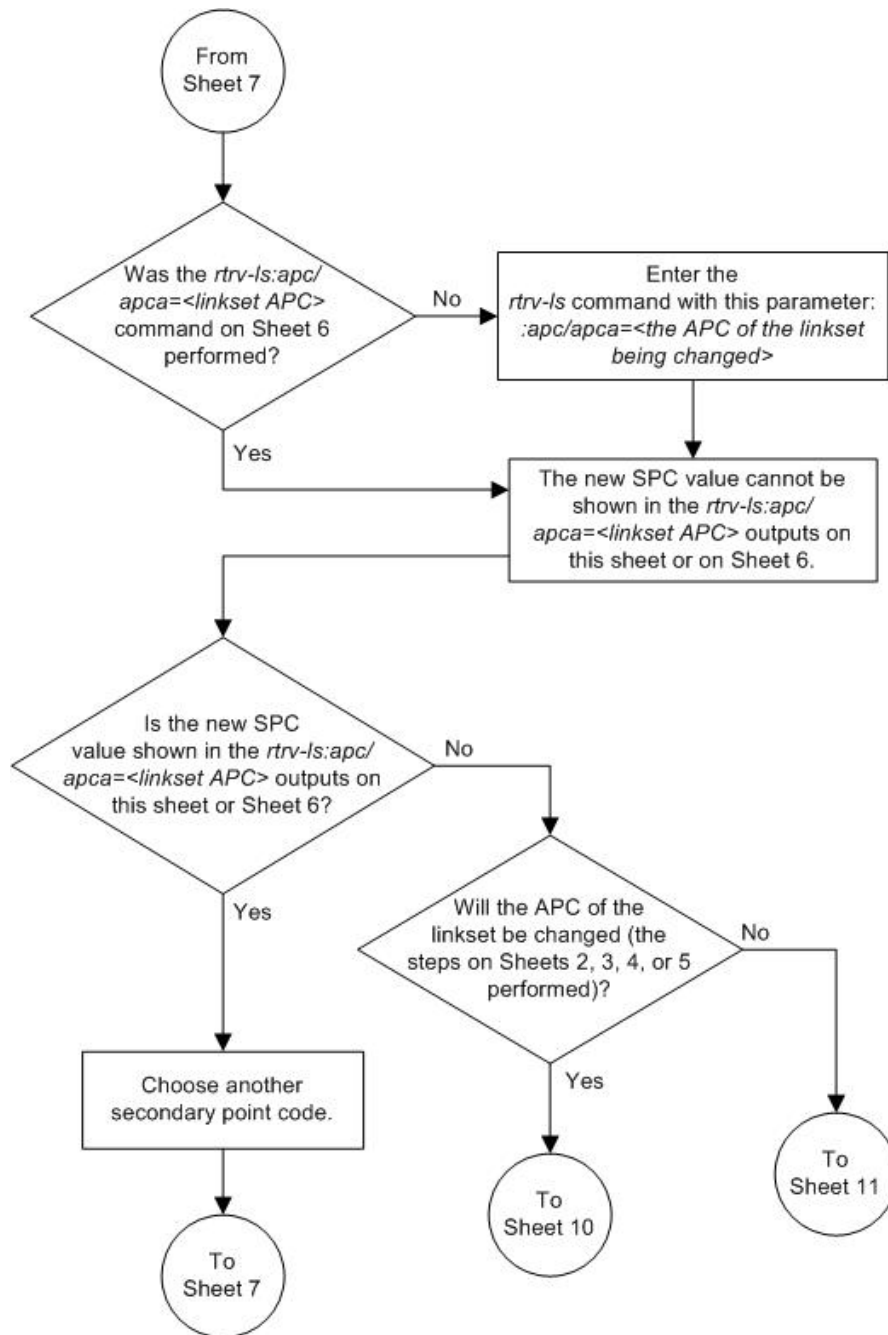 From
Sheet 7
Was the rtrv-ls:apc/
apca=<linkset APC>
command on Sheet 6
performed?
No
Enter the
rtrv-ls command with this parameter:
:apc/apca=<the APC of the linkset
being changed>
Yes
The new SPC value cannot be
shown in the rtrv-ls:apc/
apca=<linkset APC> outputs on
this sheet or on Sheet 6.
Is the new SPC
value shown in the rtrv-ls:apc/
apca=<linkset APC> outputs on
this sheet or Sheet 6?
No
Yes
Will the APC of the
linkset be changed (the
steps on Sheets 2, 3, 4, or 5
performed)?
No
Yes
Choose another
secondary point code.
To
Sheet 7
To
Sheet 10
To
Sheet 11